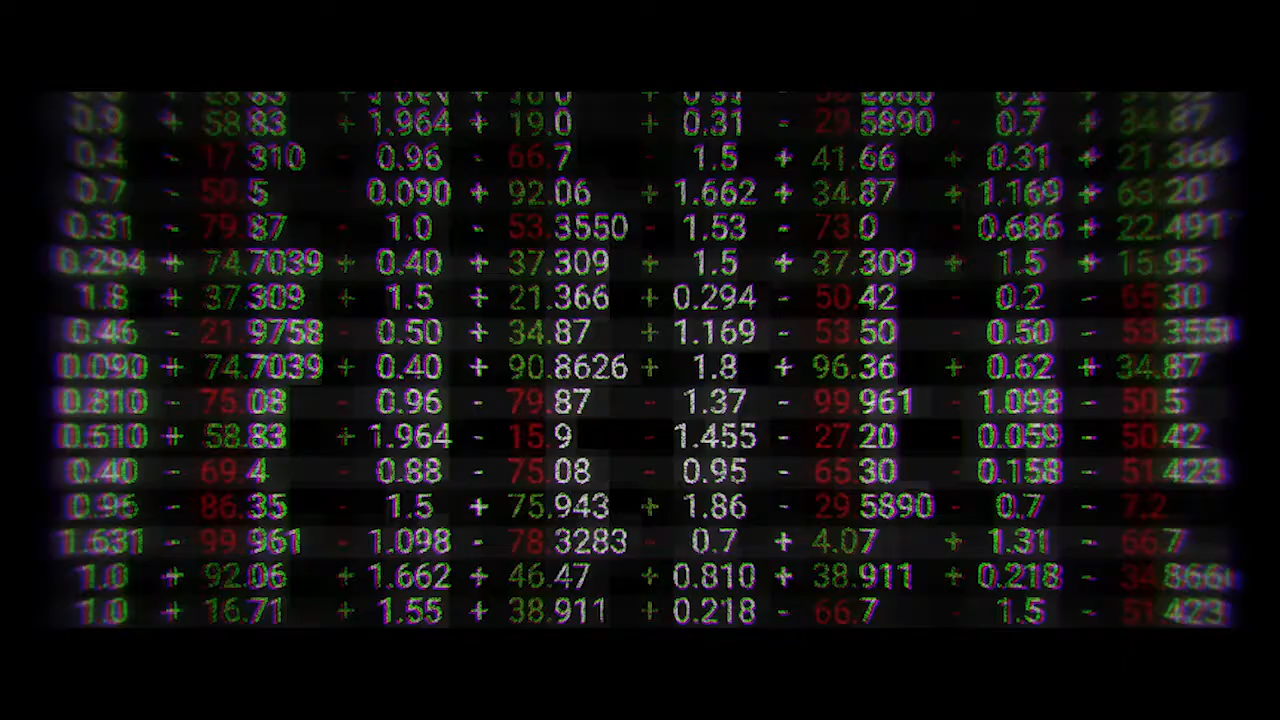 0.9 + 58.83 + 1.964 + 19.0 + 0.31 - 29.5890 - 0.7 + 34.87
0.4 - 17.310 - 0.96 - 66.7 - 1.5 + 41.66 + 0.31 + 21.366
0.7 - 50.5 0.090 + 92.06 + 1.662 + 34.87 + 1.169 + 63.20
0.31 - 79.87 - 1.0 - 53.3550 - 1.53 - 73.0 - 0.686 + 22.491
0.294 + 74.7039 + 0.40 + 37.309 + 1.5 + 37.309 + 1.5 + 15.95
1.8 + 37.309 + 1.5 + 21.366 + 0.294 - 50.42 - 0.2 - 65.30
0.46 - 21.9758 - 0.50 + 34.87 + 1.169 - 53.50 - 0.50 - 53.3550
0.090 + 74.7039 + 0.40 + 90.8626 + 1.8 + 96.36 + 0.62 + 34.87
0.810 - 75.08 - 0.96 - 79.87 - 1.37 - 99.961 - 1.098 - 50.5
0.610 + 58.83 + 1.964 - 15.9 - 1.455 - 27.20 - 0.059 - 50.42
0.40 - 69.4 - 0.88 - 75.08 - 0.95 - 65.30 - 0.158 - 51.423
0.96 - 86.35 - 1.5 + 75.943 + 1.86 - 29.5890 - 0.7 - 7.2
1.631 - 99.961 - 1.098 - 78.3283 - 0.7 + 4.07 + 1.31 - 66.7
1.0 + 92.06 + 1.662 + 46.47 + 0.810 + 38.911 + 0.218 - 34.8661
1.0 + 16.71 + 1.55 + 38.911 + 0.218 - 66.7 - 1.5 - 51.423